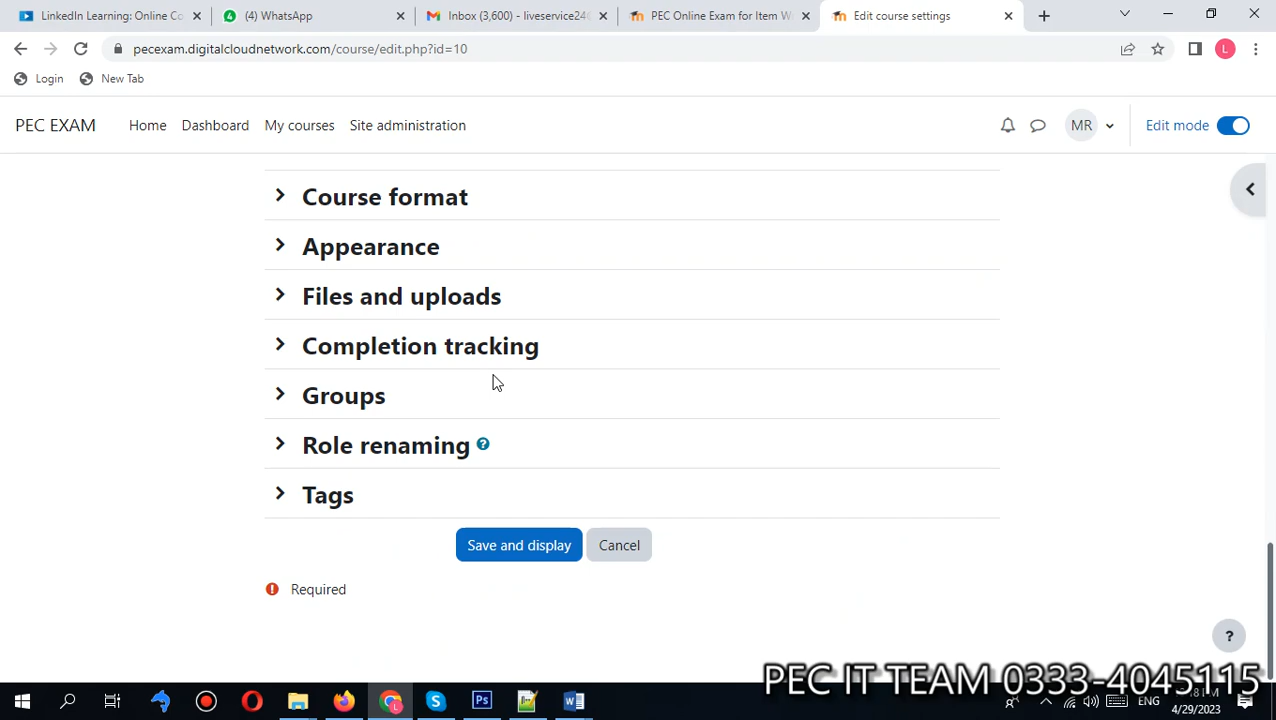 LinkedIn Learning: Online Co
(4) WhatsApp
Inbox (3,600) - liveservice24
PEC Online Exam for Item W
Edit course settings
pecexam.digitalcloudnetwork.com/course/edit.php?id=10
L
Login
New Tab
PEC EXAM
Home
Dashboard
My courses
Site administration
MR
Edit mode
Course format
Appearance
Files and uploads
Completion tracking
Groups
Role renaming
Tags
Save and display
Cancel
Required
?
PEC IT TEAM 0333-4045115
ENG
4/29/2023